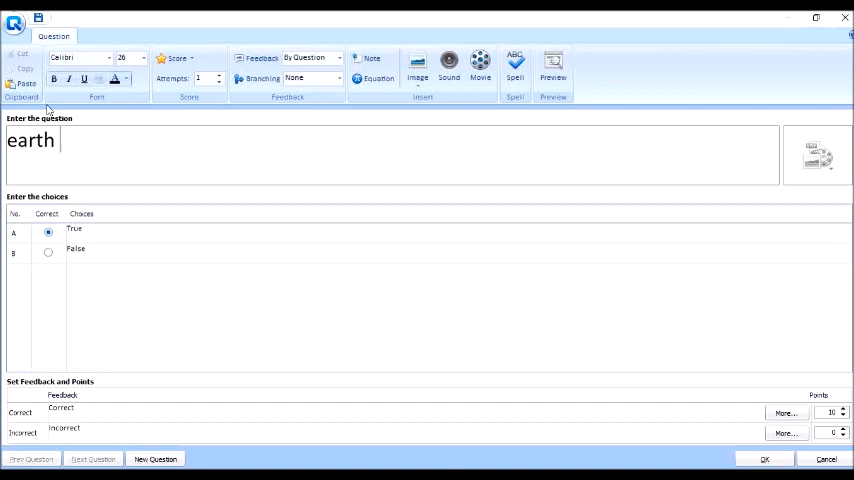 Question
Cut
Copy
Paste
Clipboard
Calibri 26
B I U A
Font
Score
Attempts: 1
Score
Feedback By Question
Branching None
Feedback
Note
Equation
Image
Sound
Movie
Insert
ABC
Spell
Spell
Preview
Preview
Enter the question
earth
Enter the choices
No. Correct Choices
A True
B False
Set Feedback and Points
Feedback Points
Correct Correct More... 10
Incorrect Incorrect More... 0
Prev Question Next Question New Question OK Cancel